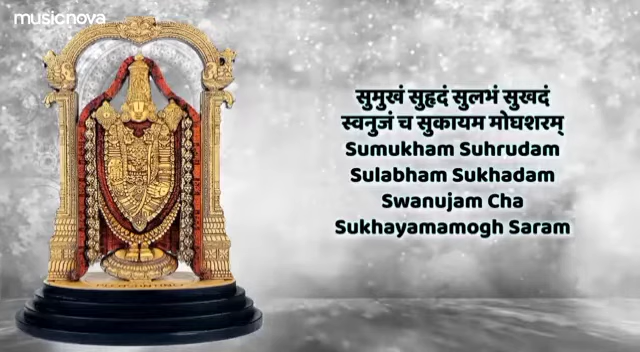 musicnova
सुमुखं सुहृदं सुलभं सुखदं
स्वनुजं च सुकायम मोघशरम्
Sumukham Suhrudam
Sulabham Sukhadam
Swanujam Cha
Sukhayamamogh Saram